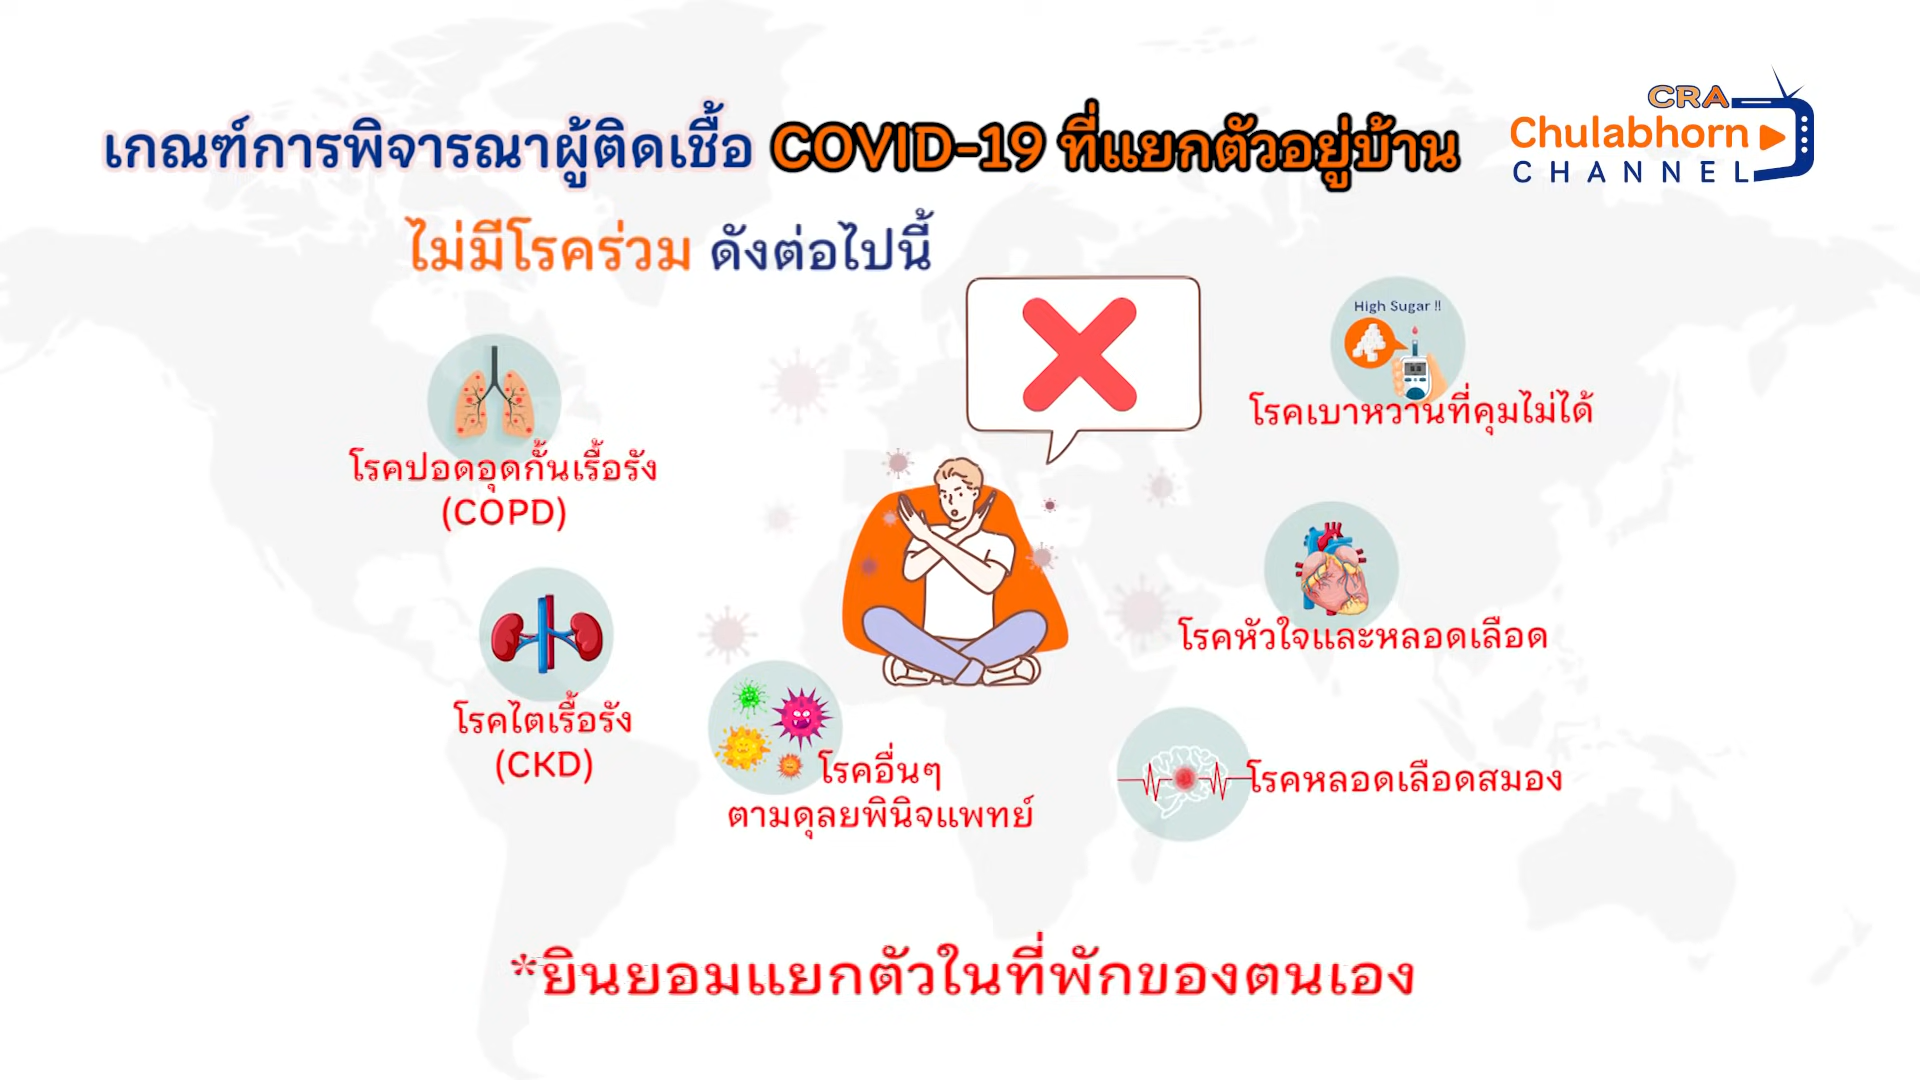 เกณฑ์การพิจารณาผู้ติดเชื้อ COVID-19 ที่แยกตัวอยู่บ้าน
CRA
Chulabhorn
CHANNEL
ไม่มีโรคร่วม ดังต่อไปนี้
High Sugar !!
โรคเบาหวานที่คุมไม่ได้
โรคปอดอุดกั้นเรื้อรัง
(COPD)
โรคหัวใจและหลอดเลือด
โรคไตเรื้อรัง
(CKD)
โรคอื่นๆ
ตามดุลยพินิจแพทย์
โรคหลอดเลือดสมอง
*ยินยอมแยกตัวในที่พักของตนเอง